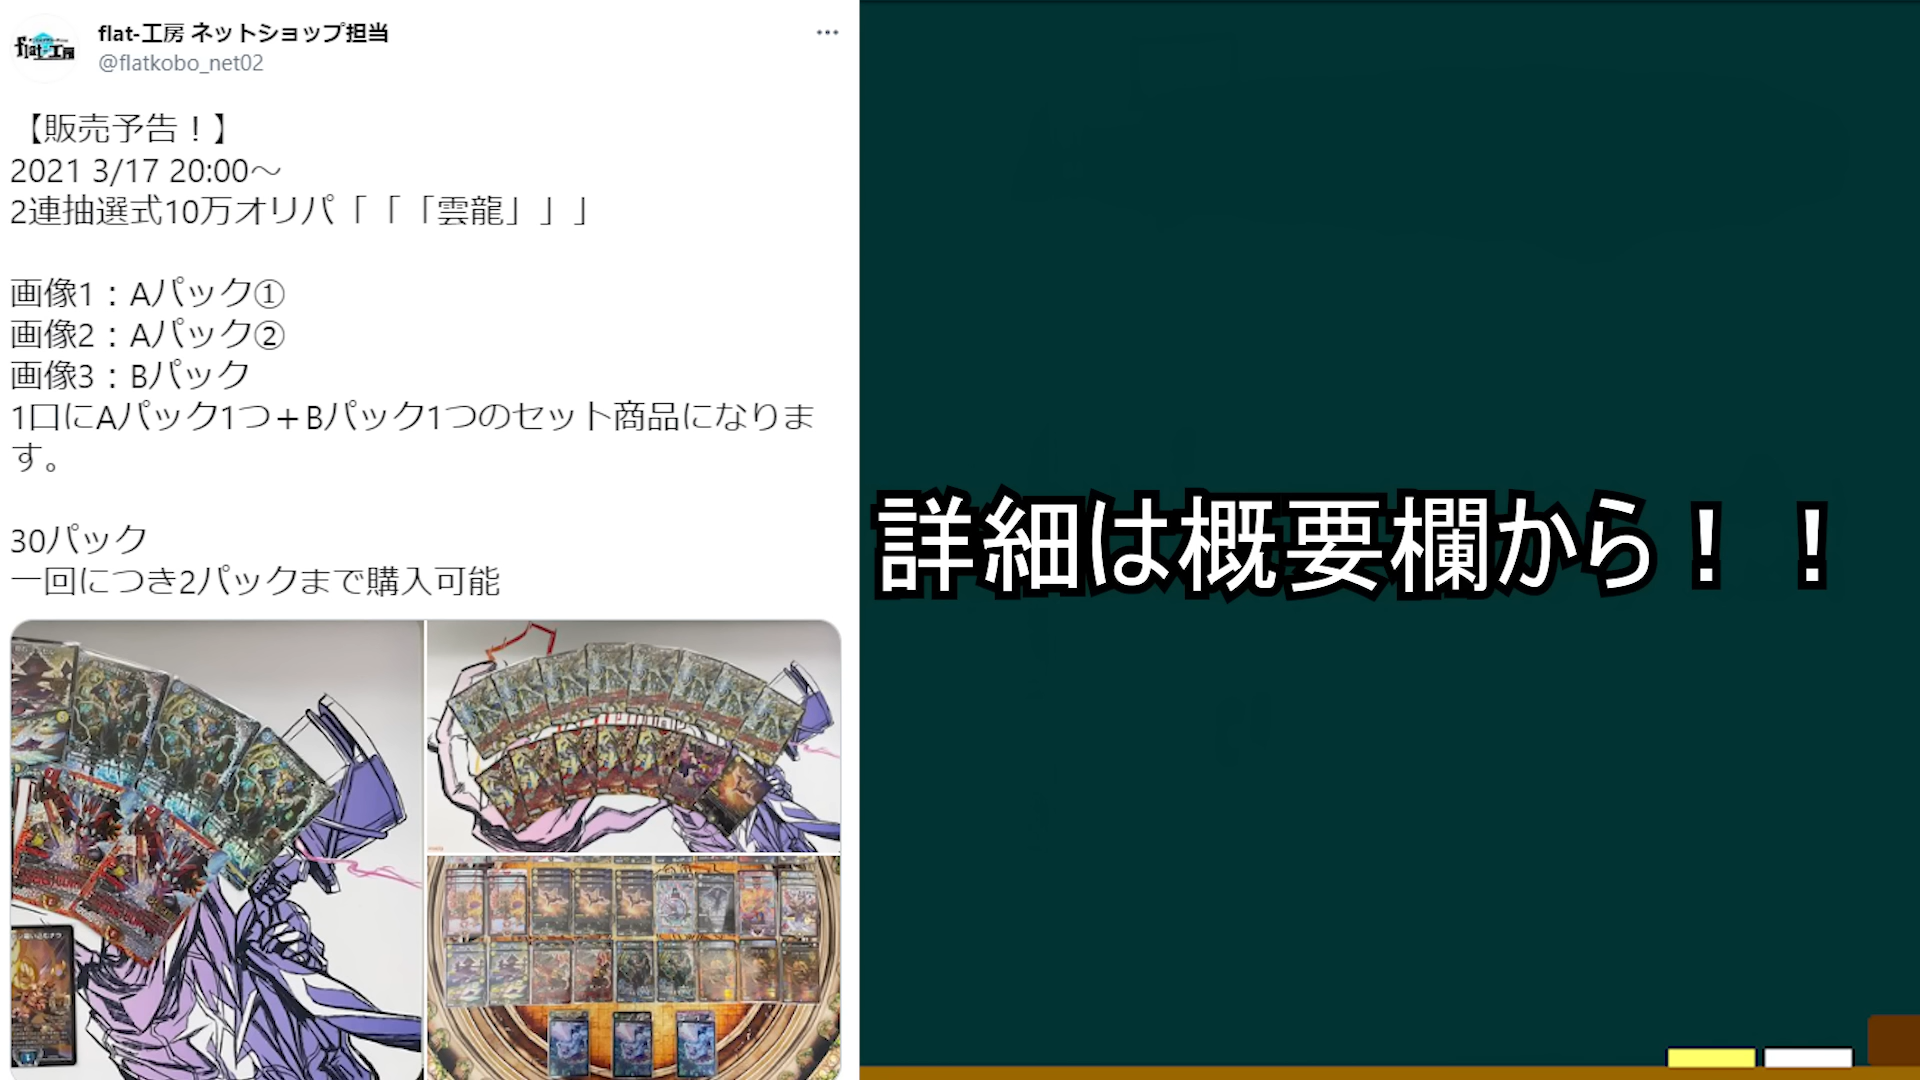 flat-工房
flat-工房 ネットショップ担当
@flatkobo_net02
【販売予告！】
2021 3/17 20:00～
2連抽選式10万オリパ「「「雲龍」」」
画像1：Aパック①
画像2：Aパック②
画像3：Bパック
1口にAパック1つ＋Bパック1つのセット商品になりま
す。
30パック
一回につき2パックまで購入可能
詳細は概要欄から！！